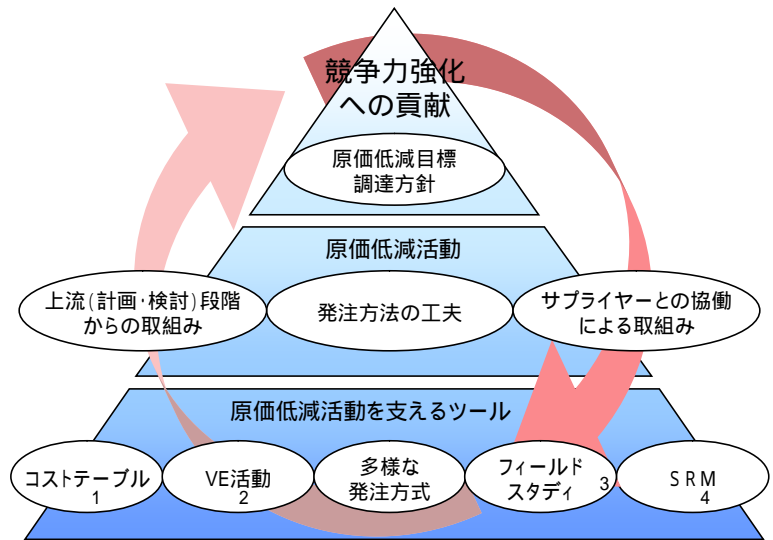 競争力強化
への貢献
原価低減目標
調達方針
原価低減活動
上流(計画・検討)段階
からの取組み
発注方法の工夫
サプライヤーとの協働
による取組み
原価低減活動を支えるツール
コストテーブル
1
VE活動
2
多様な
発注方式
フィールド
スタディ
3
SRM
4